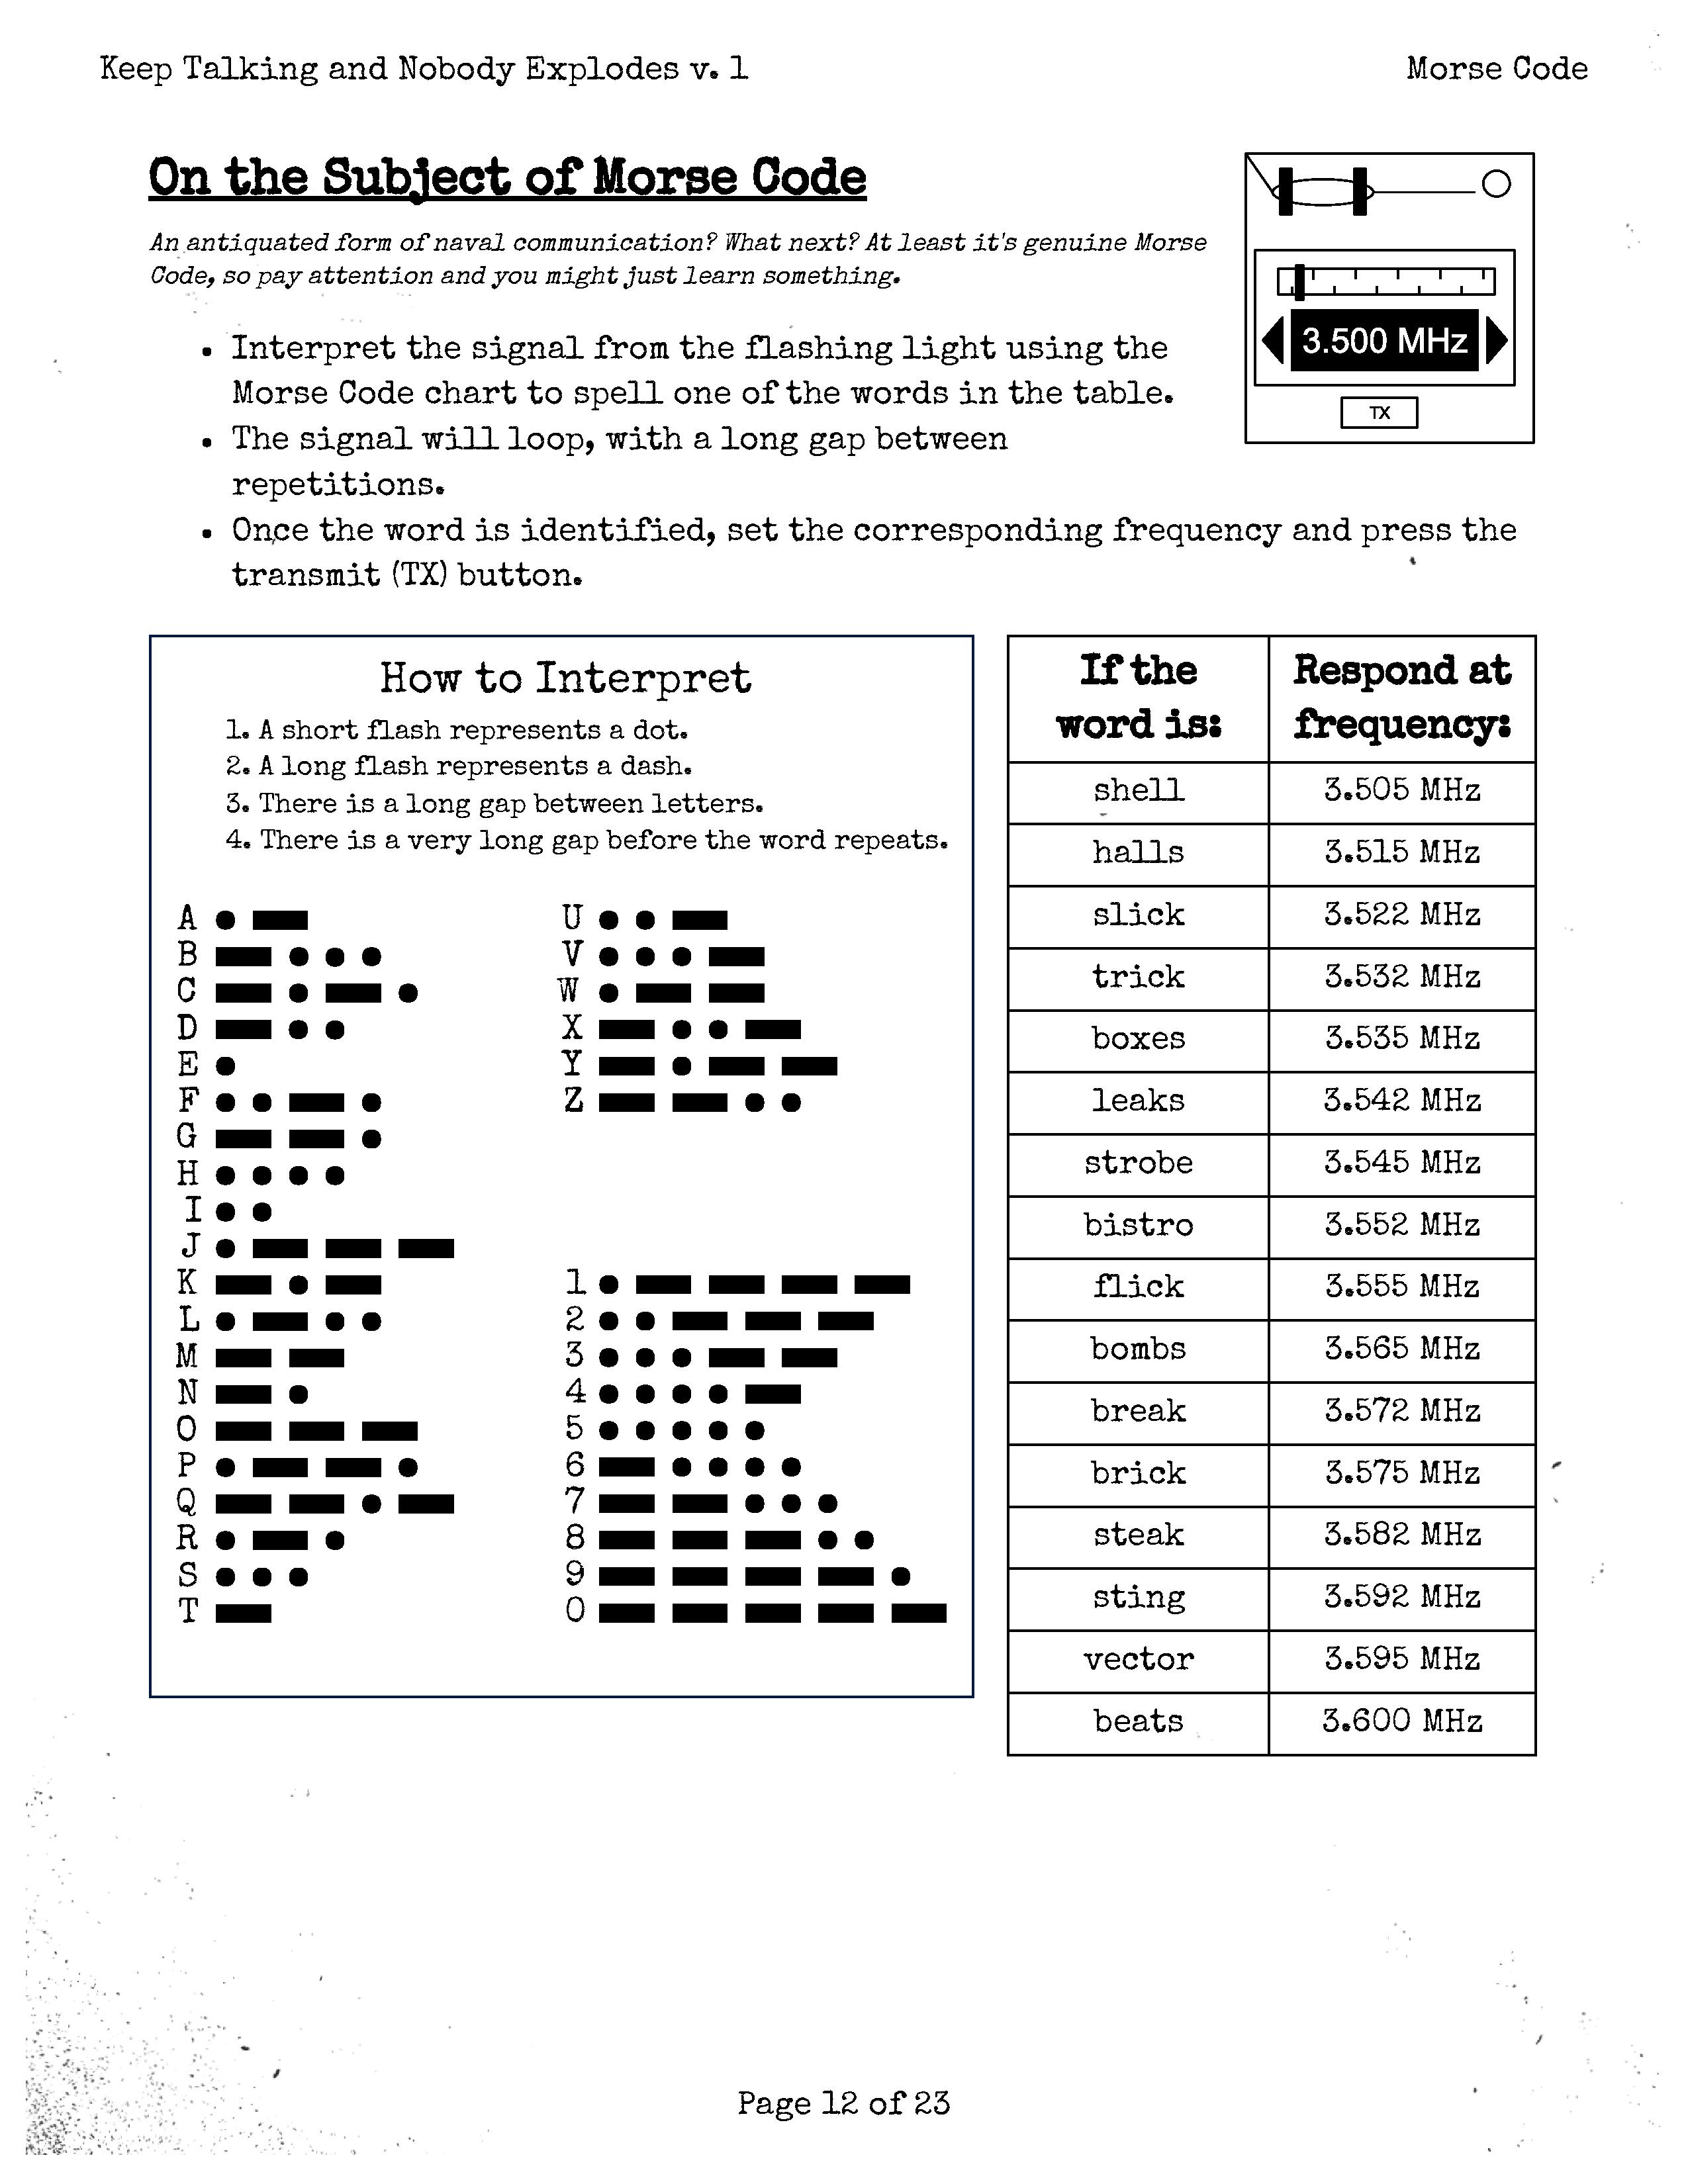 Keep Talking and Nobody Explodes v. 1
Morse Code
On the Subject of Morse Code
An antiquated form of naval communication? What next? At least it's genuine Morse
Code, so pay attention and you might just learn something.
3.500 MHz
TX
• Interpret the signal from the flashing light using the
Morse Code chart to spell one of the words in the table.
• The signal will loop, with a long gap between
repetitions.
• Once the word is identified, set the corresponding frequency and press the
transmit (TX) button.
How to Interpret
1. A short flash represents a dot.
2. A long flash represents a dash.
3. There is a long gap between letters.
4. There is a very long gap before the word repeats.
A
B
C
D
E
F
G
H
I
J
K
L
M
N
O
P
Q
R
S
T
U
V
W
X
Y
Z
1
2
3
4
5
6
7
8
9
0
If the word is: Respond at frequency:
shell 3.505 MHz
halls 3.515 MHz
slick 3.522 MHz
trick 3.532 MHz
boxes 3.535 MHz
leaks 3.542 MHz
strobe 3.545 MHz
bistro 3.552 MHz
flick 3.555 MHz
bombs 3.565 MHz
break 3.572 MHz
brick 3.575 MHz
steak 3.582 MHz
sting 3.592 MHz
vector 3.595 MHz
beats 3.600 MHz
Page 12 of 23